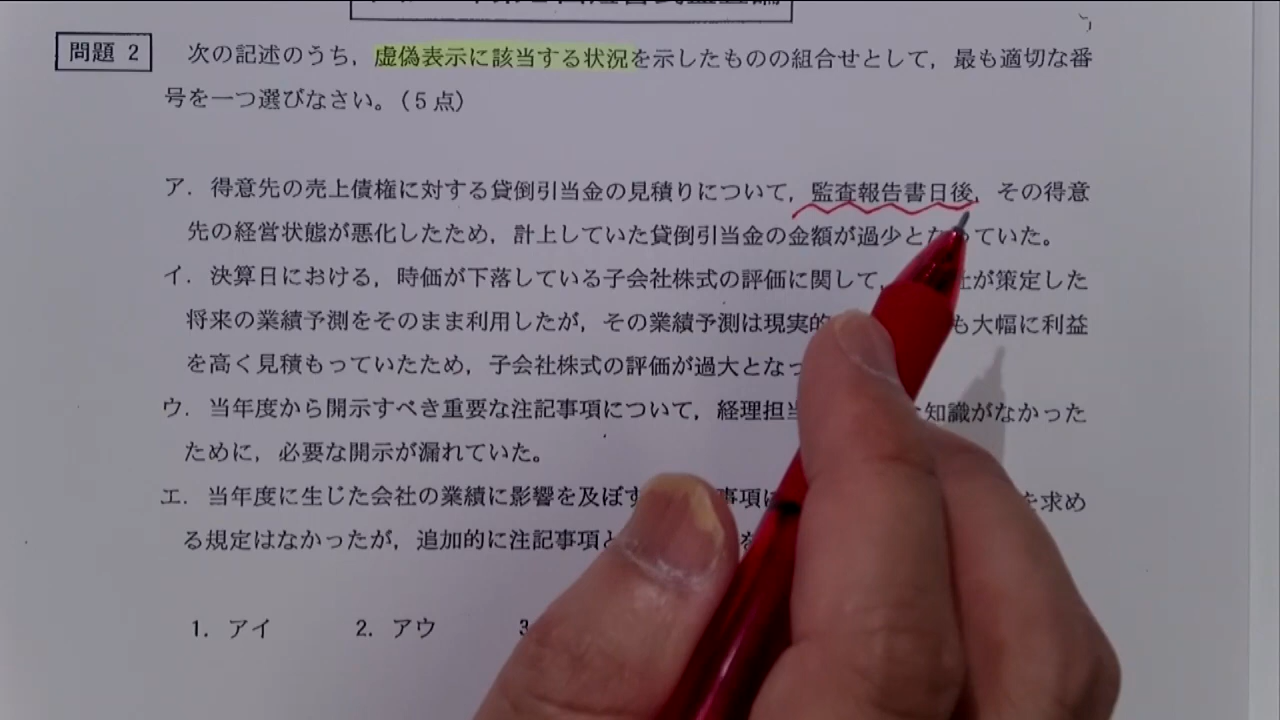 問題 2 次の記述のうち，虚偽表示に該当する状況を示したものの組合せとして，最も適切な番
号を一つ選びなさい。（5点）
ア．得意先の売上債権に対する貸倒引当金の見積りについて，監査報告書日後，その得意
先の経営状態が悪化したため，計上していた貸倒引当金の金額が過少となっていた。
イ．決算日における，時価が下落している子会社株式の評価に関して， が策定した
将来の業績予測をそのまま利用したが，その業績予測は現実的 も大幅に利益
を高く見積もっていたため，子会社株式の評価が過大となっ
ウ．当年度から開示すべき重要な注記事項について，経理担当 知識がなかった
ために，必要な開示が漏れていた。
エ．当年度に生じた会社の業績に影響を及ぼす 事項 を求め
る規定はなかったが，追加的に注記事項と
1．アイ 2．アウ 3